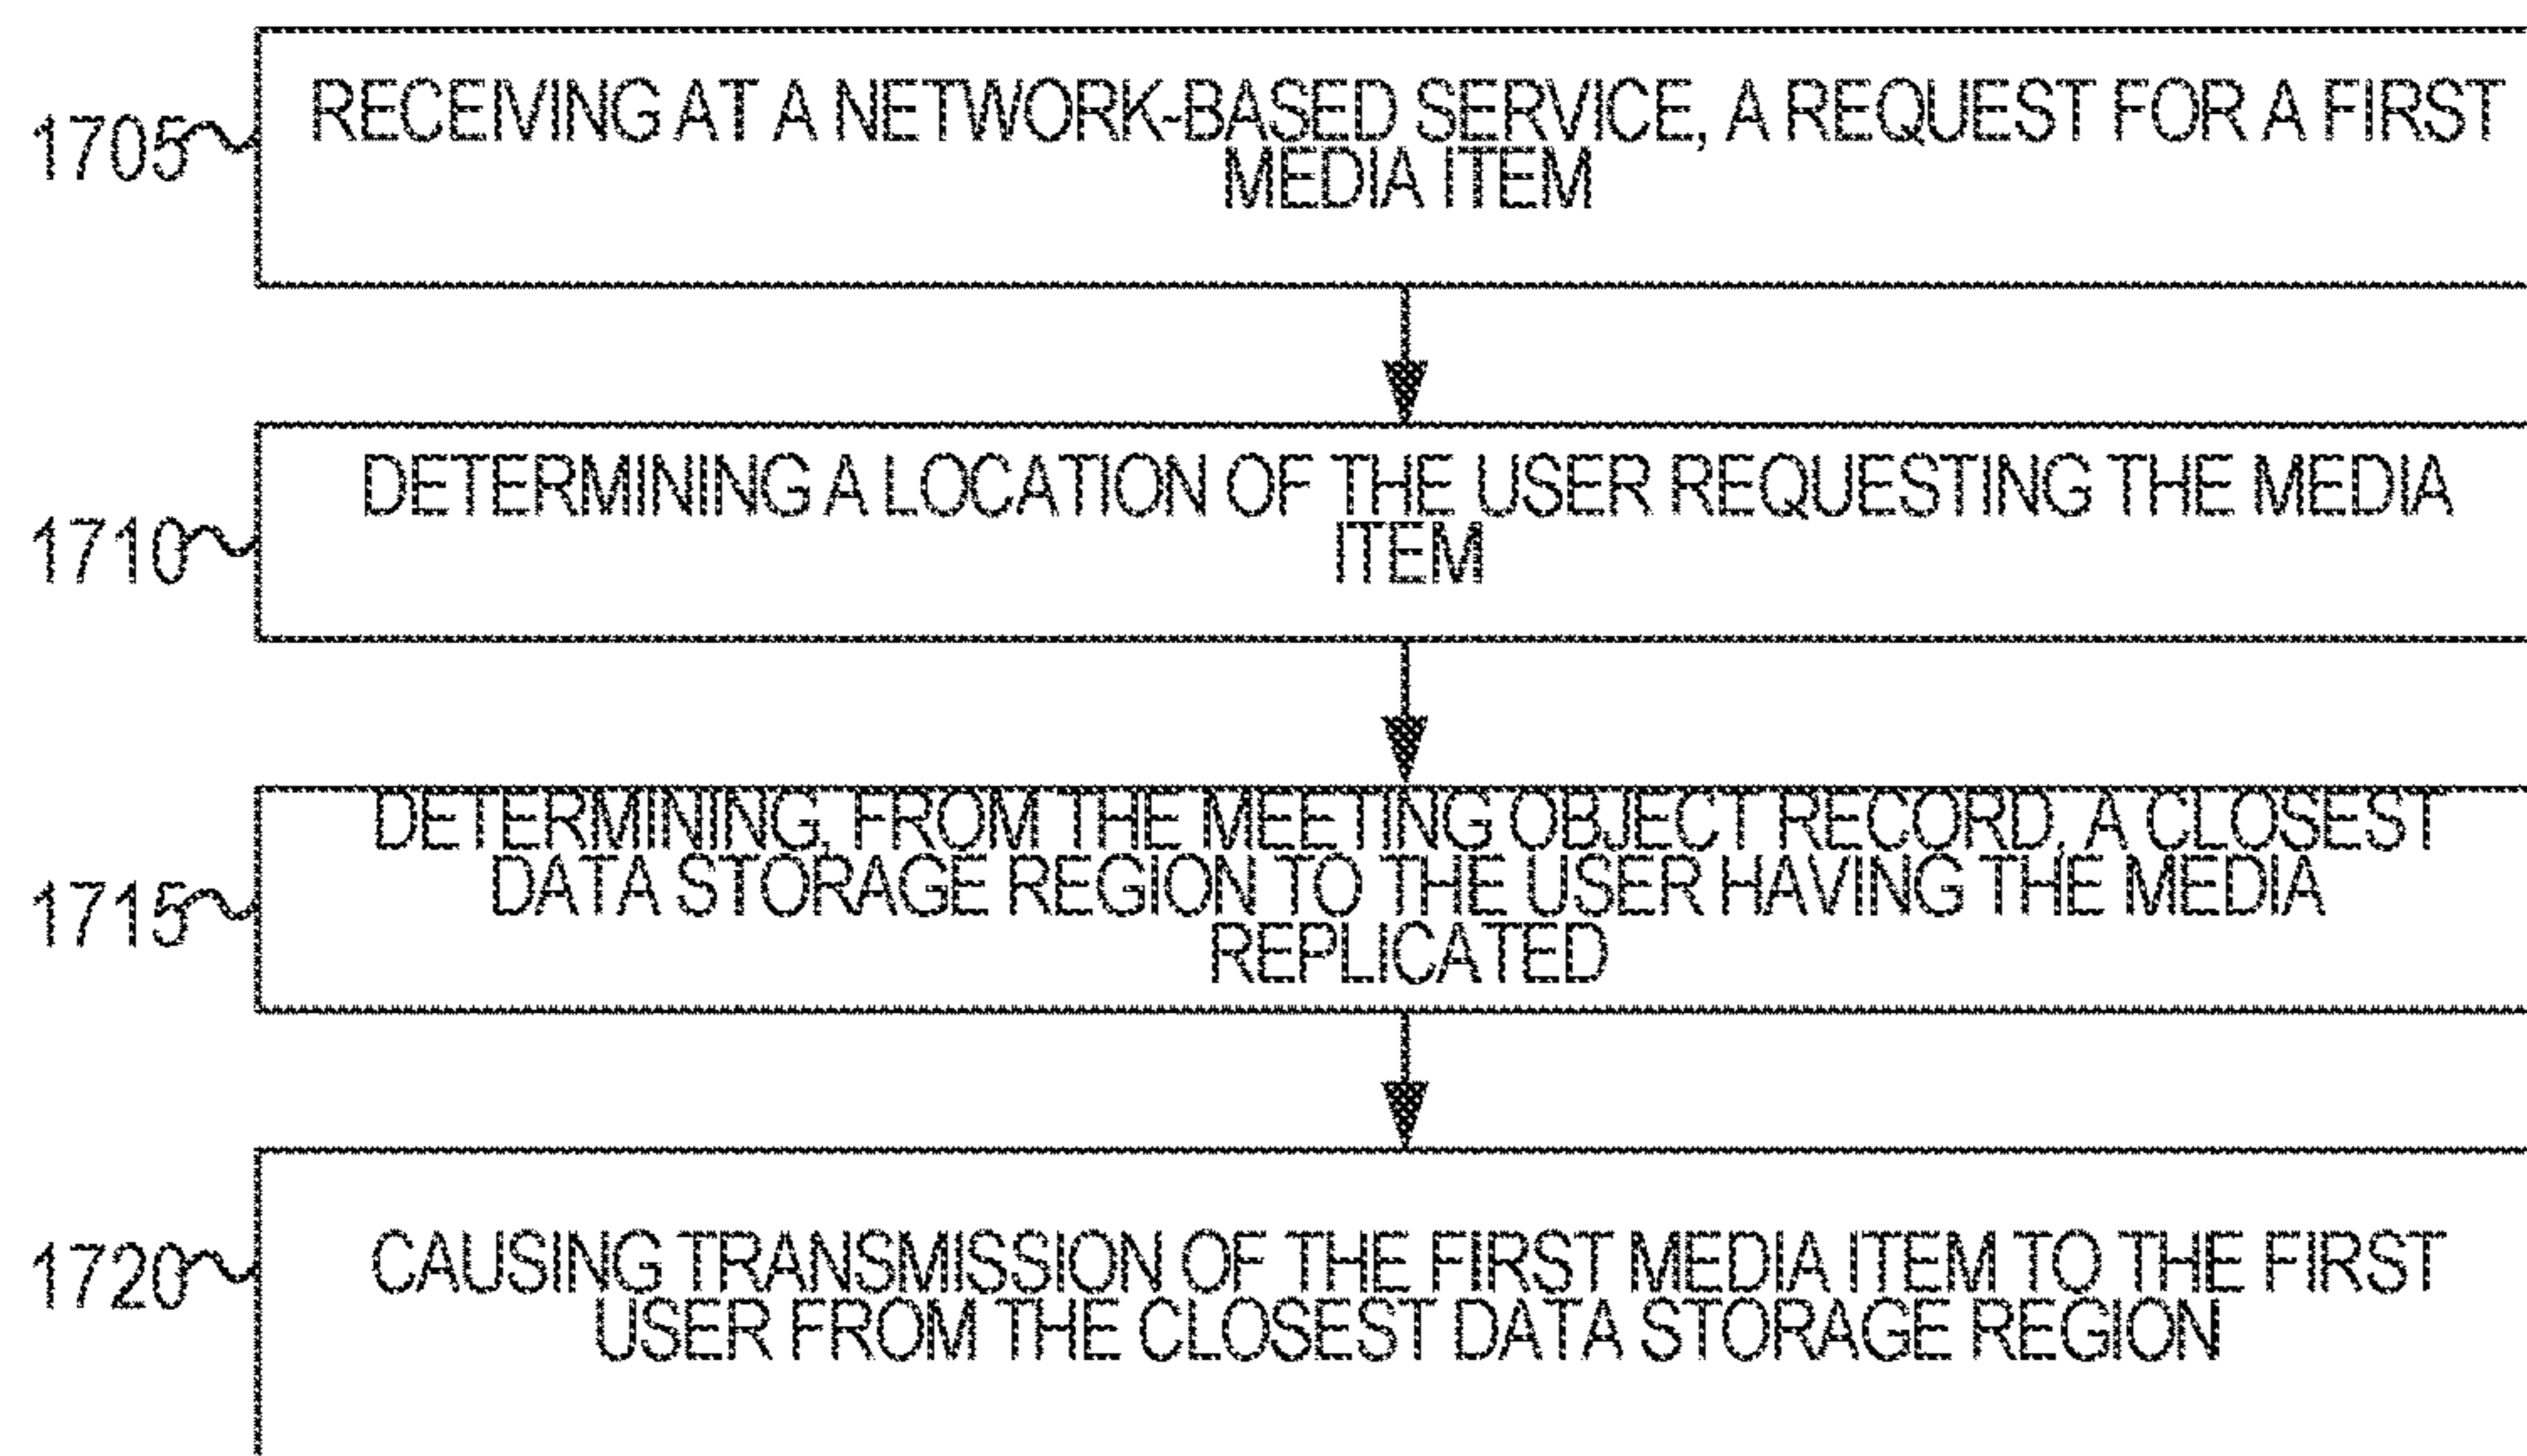 1705 RECEIVING AT A NETWORK-BASED SERVICE, A REQUEST FOR A FIRST
MEDIA ITEM
1710 DETERMINING A LOCATION OF THE USER REQUESTING THE MEDIA
ITEM
1715 DETERMINING, FROM THE MEETING OBJECT RECORD, A CLOSEST
DATA STORAGE REGION TO THE USER HAVING THE MEDIA
REPLICATED
1720 CAUSING TRANSMISSION OF THE FIRST MEDIA ITEM TO THE FIRST
USER FROM THE CLOSEST DATA STORAGE REGION